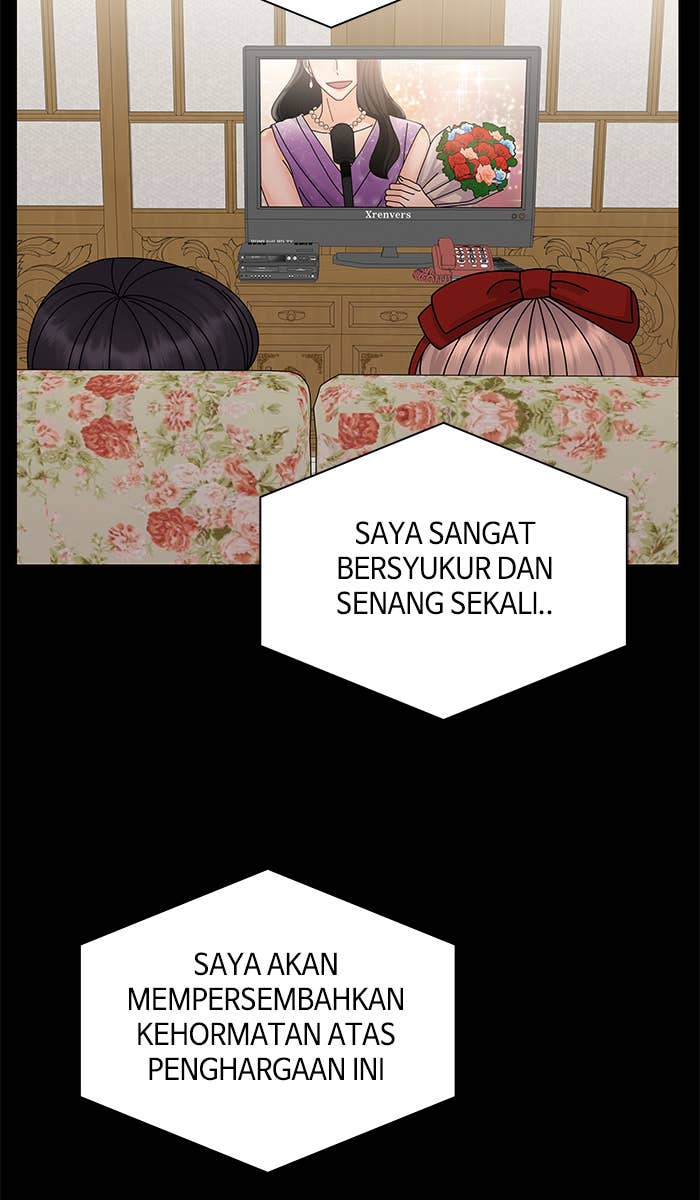 Xrenvers
SAYA SANGAT
BERSYUKUR DAN
SENANG SEKALI..
SAYA AKAN
MEMPERSEMBAHKAN
KEHORMATAN ATAS
PENGHARGAAN INI